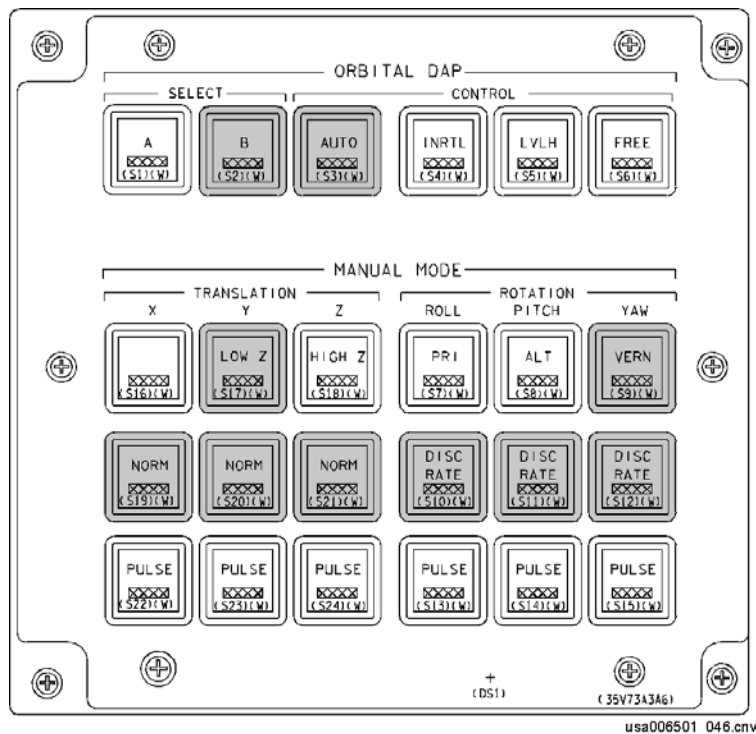 ORBITAL DAP
SELECT CONTROL
A B AUTO INRTL LVLH FREE
(S1)(W) (S2)(W) (S3)(W) (S4)(W) (S5)(W) (S6)(W)
MANUAL MODE
TRANSLATION ROTATION
X Y Z ROLL PITCH YAW
LOW Z HIGH Z PRI ALT VERN
(S16)(W) (S17)(W) (S18)(W) (S7)(W) (S8)(W) (S9)(W)
NORM NORM NORM DISC RATE DISC RATE DISC RATE
(S19)(W) (S20)(W) (S21)(W) (S10)(W) (S11)(W) (S12)(W)
PULSE PULSE PULSE PULSE PULSE PULSE
(S22)(W) (S23)(W) (S24)(W) (S13)(W) (S14)(W) (S15)(W)
+
(DS1) (35V73A3A6)
usa006501_046.cnv